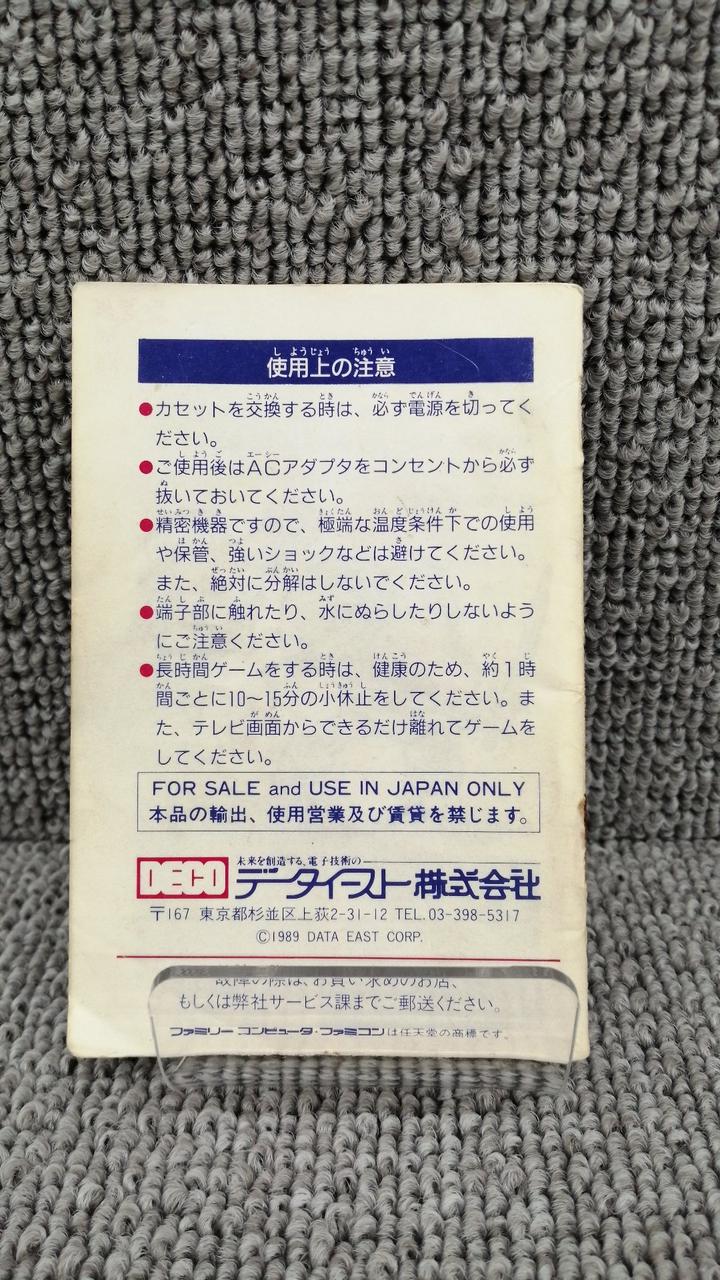 使用上の注意
●カセットを交換する時は、必ず電源を切ってく
ださい。
●ご使用後はACアダプタをコンセントから必ず
抜いておいてください。
●精密機器ですので、極端な温度条件下での使用
や保管、強いショックなどは避けてください。
また、絶対に分解はしないでください。
●端子部に触れたり、水にぬらしたりしないよう
にご注意ください。
●長時間ゲームをする時は、健康のため、約1時
間ごとに10〜15分の小休止をしてください。ま
た、テレビ画面からできるだけ離れてゲームを
してください。
FOR SALE and USE IN JAPAN ONLY
本品の輸出、使用営業及び賃貸を禁じます。
未来を創造する、電子技術の
DECO データイースト株式会社
〒167 東京都杉並区上荻2-31-12 TEL.03-398-5317
©1989 DATA EAST CORP.
故障の際は、お買い求めのお店、
もしくは弊社サービス課までご郵送ください。
ファミリーコンピュータ・ファミコンは任天堂の商標です。